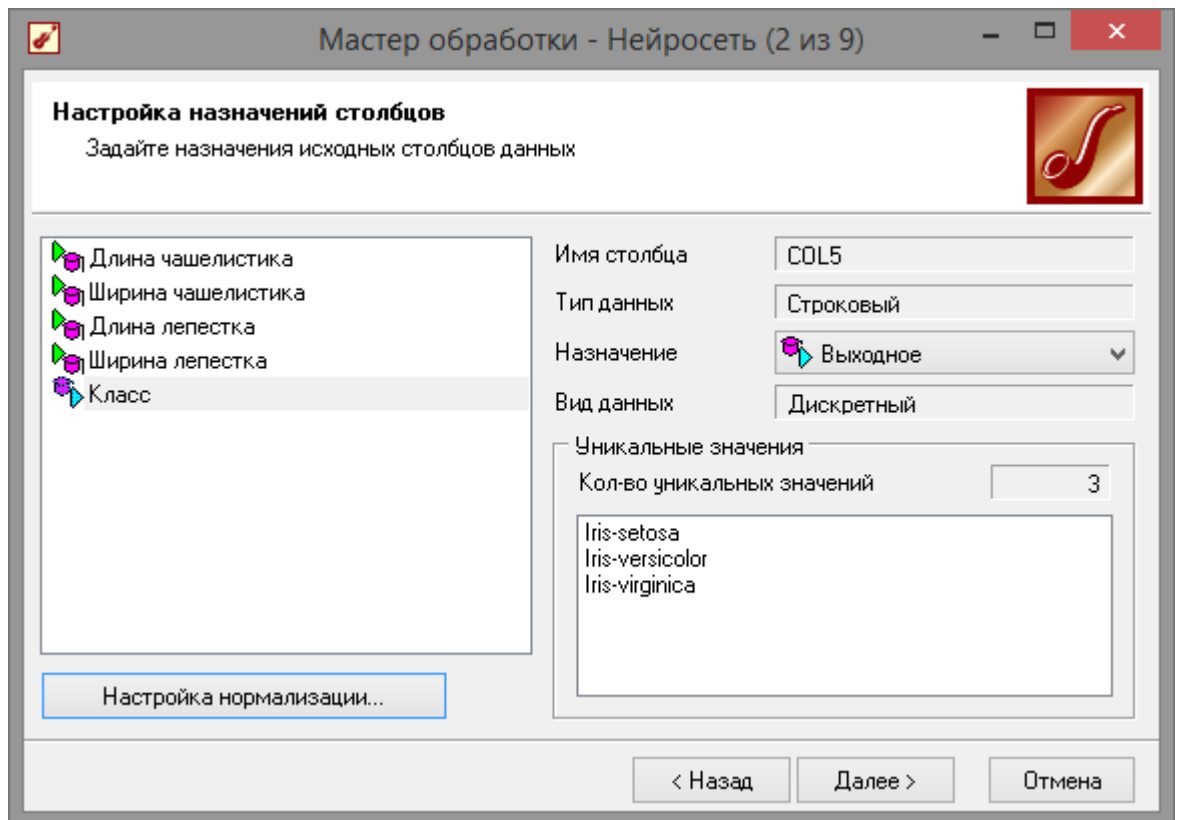 Мастер обработки - Нейросеть (2 из 9)
Настройка назначений столбцов
Задайте назначения исходных столбцов данных
Длина чашелистика
Ширина чашелистика
Длина лепестка
Ширина лепестка
Класс
Настройка нормализации...
Имя столбца COL5
Тип данных Строковый
Назначение Выходное
Вид данных Дискретный
Уникальные значения
Кол-во уникальных значений 3
Iris-setosa
Iris-versicolor
Iris-virginica
< Назад Далее > Отмена